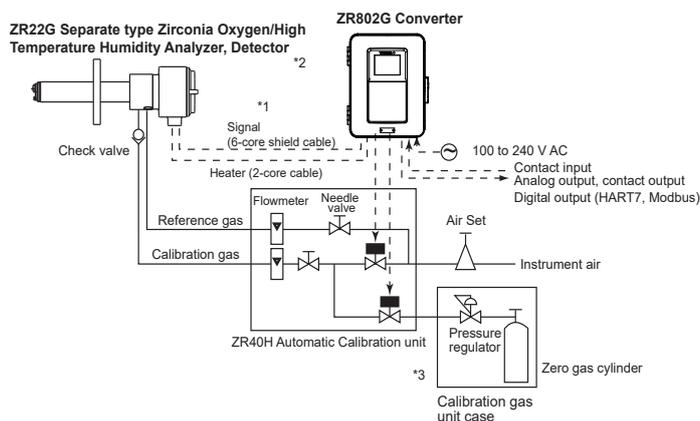 ZR22G Separate type Zirconia Oxygen/High
Temperature Humidity Analyzer, Detector
ZR802G Converter
*2
*1
Signal
(6-core shield cable)
Check valve
Heater (2-core cable)
100 to 240 V AC
Contact input
Analog output, contact output
Digital output (HART7, Modbus)
Flowmeter
Needle
valve
Reference gas
Air Set
Calibration gas
Instrument air
ZR40H Automatic Calibration unit
Pressure
regulator
*3
Zero gas cylinder
Calibration gas
unit case